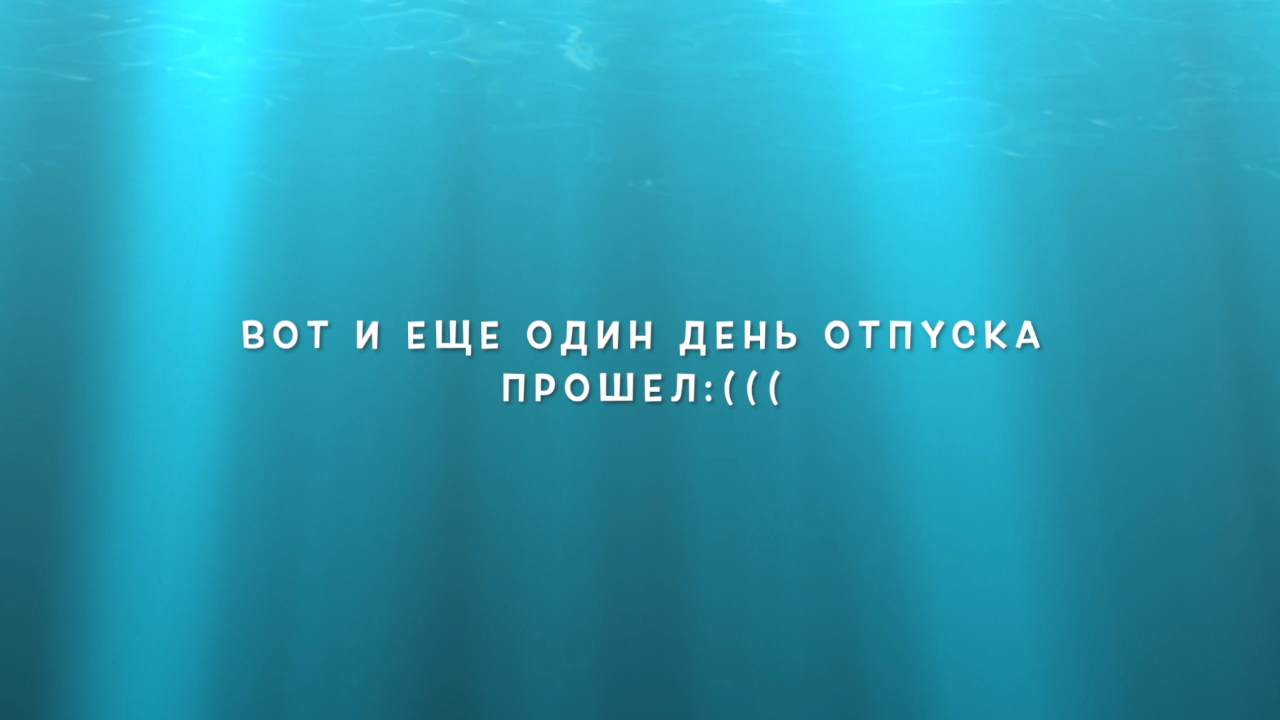 ВОТ И ЕЩЕ ОДИН ДЕНЬ ОТПУСКА
ПРОШЕЛ:(((